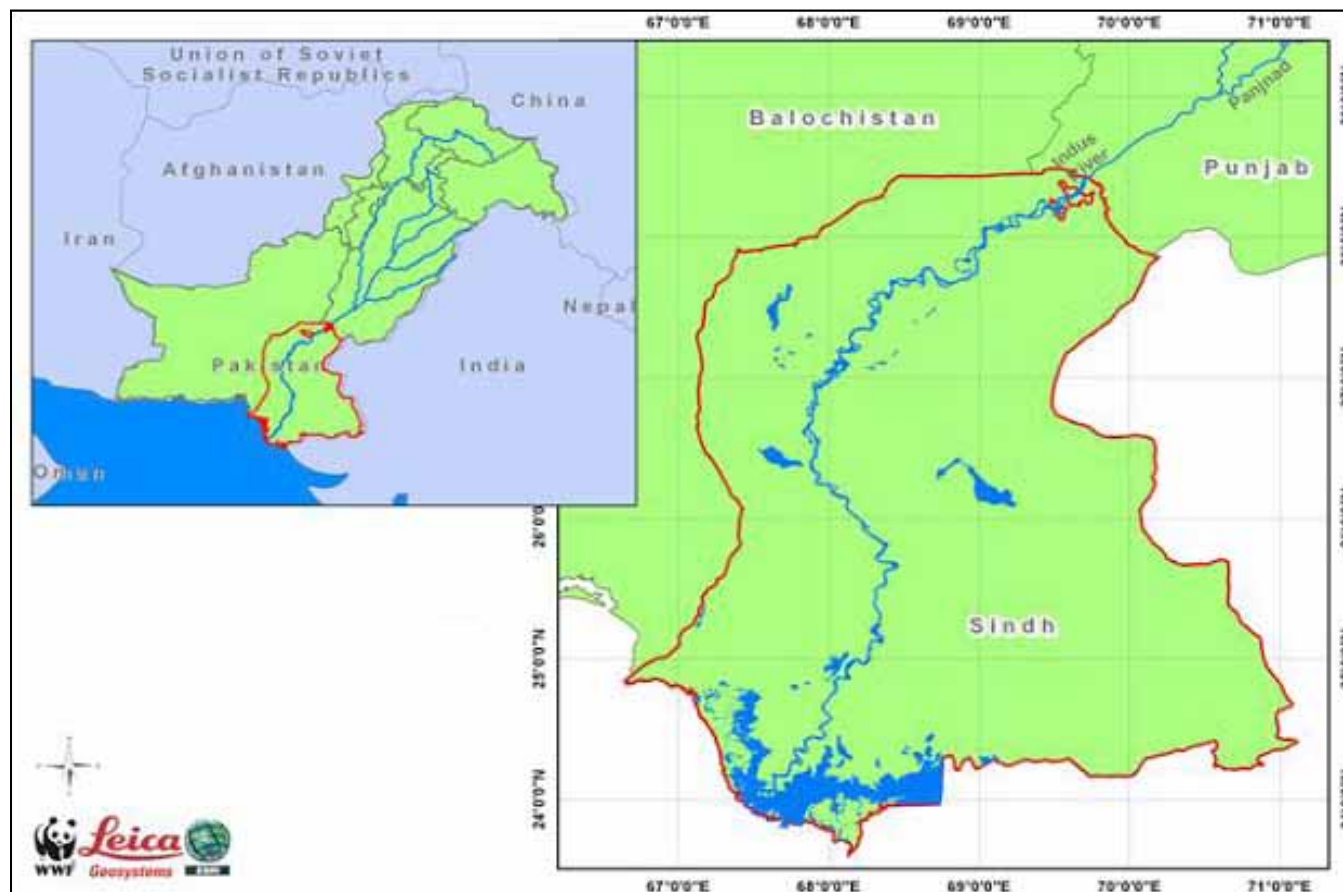 67°0'0"E 68°0'0"E 69°0'0"E 70°0'0"E 71°0'0"E
Union of Soviet
Socialist Republics
China
Afghanistan
Iran
Nepal
Pakistan
India
Oman
Balochistan
Panjnad
Indus
River
Punjab
Sindh
26°0'0"N
25°0'0"N
24°0'0"N
WWF
Leica
Geosystems
67°0'0"E 68°0'0"E 69°0'0"E 70°0'0"E 71°0'0"E